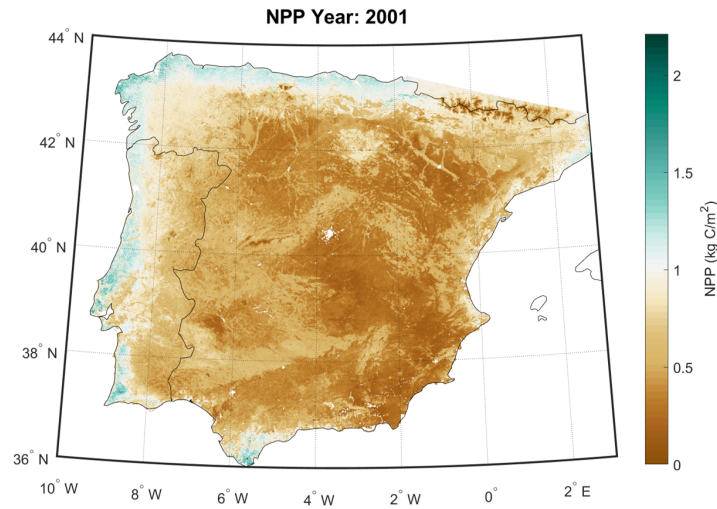 NPP Year: 2001
44° N
42° N
40° N
38° N
36° N
10° W
8° W
6° W
4° W
2° W
0°
2° E
2
1.5
1
0.5
0
NPP (kg C/m²)